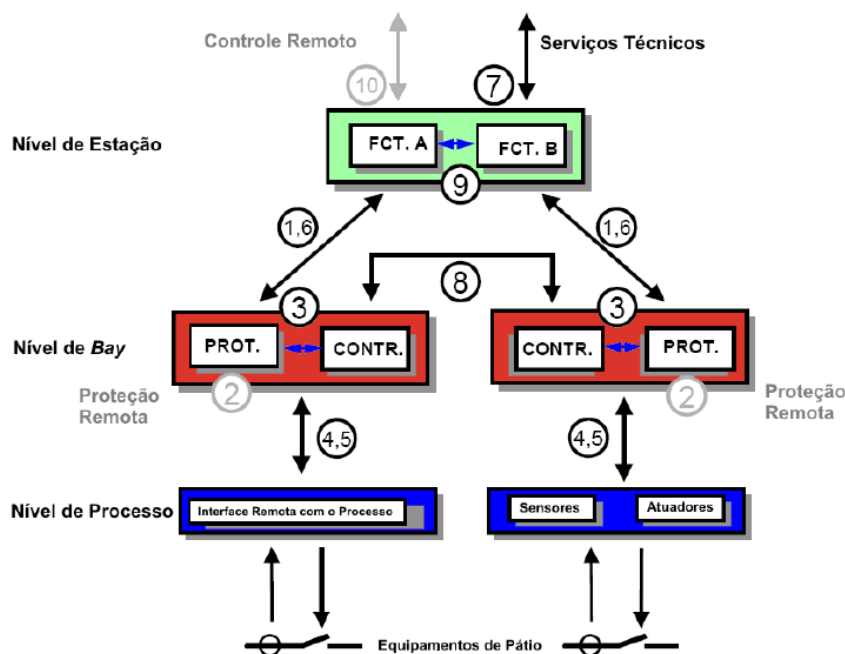 Controle Remoto
Serviços Técnicos
10
7
Nível de Estação
FCT. A
FCT. B
9
1,6
1,6
8
3
3
Nível de Bay
PROT.
CONTR.
CONTR.
PROT.
2
2
Proteção
Remota
Proteção
Remota
4,5
4,5
Nível de Processo
Interface Remota com o Processo
Sensores
Atuadores
Equipamentos de Pátio